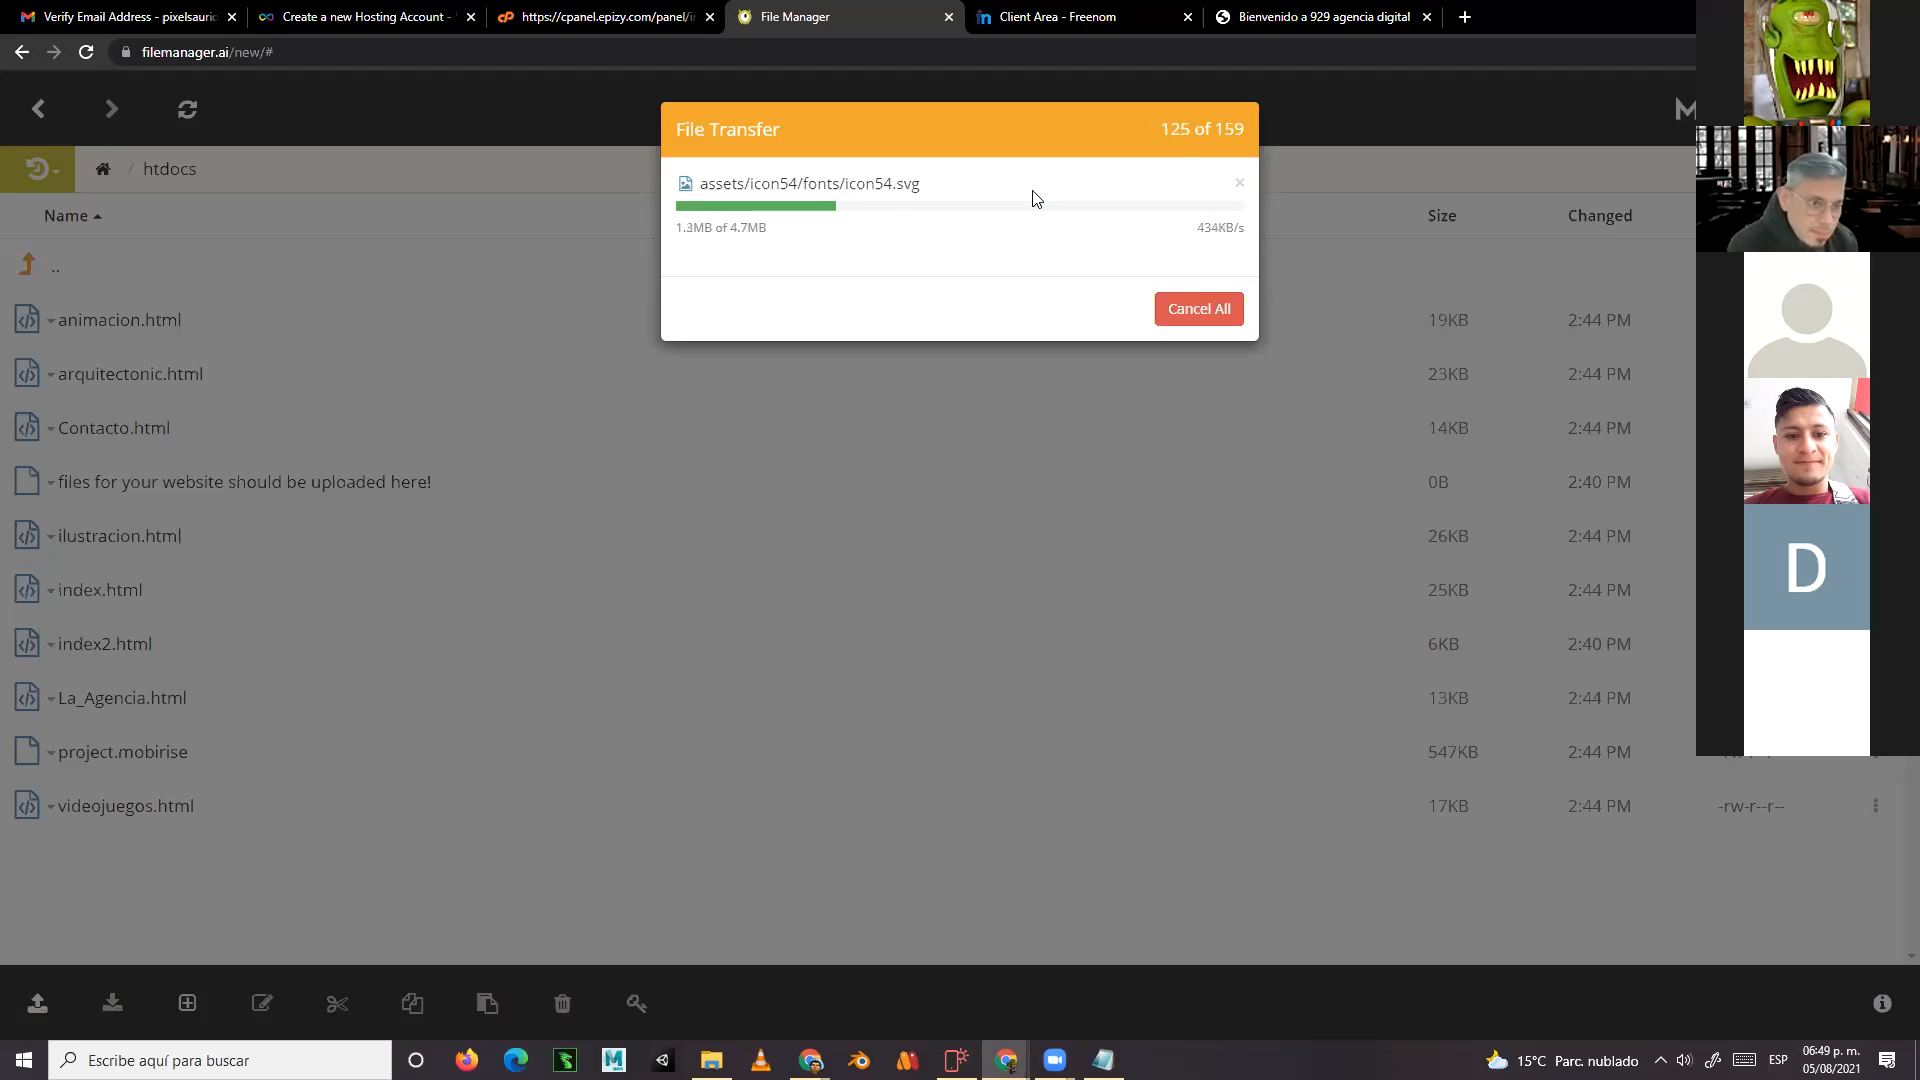 Verify Email Address - pixelsauri
Create a new Hosting Account -
https://cpanel.epizy.com/panel/i
File Manager
Client Area - Freenom
Bienvenido a 929 agencia digital
filemanager.ai/new/#
M
File Transfer
125 of 159
assets/icon54/fonts/icon54.svg
1.3MB of 4.7MB
434KB/s
Cancel All
/ htdocs
Name
Size
Changed
..
animacion.html
19KB
2:44 PM
arquitectonic.html
23KB
2:44 PM
Contacto.html
14KB
2:44 PM
files for your website should be uploaded here!
0B
2:40 PM
ilustracion.html
26KB
2:44 PM
index.html
25KB
2:44 PM
index2.html
6KB
2:40 PM
La_Agencia.html
13KB
2:44 PM
project.mobirise
547KB
2:44 PM
videojuegos.html
17KB
2:44 PM
-rw-r--r--
D
Escribe aquí para buscar
15°C Parc. nublado
ESP
06:49 p. m.
05/08/2021